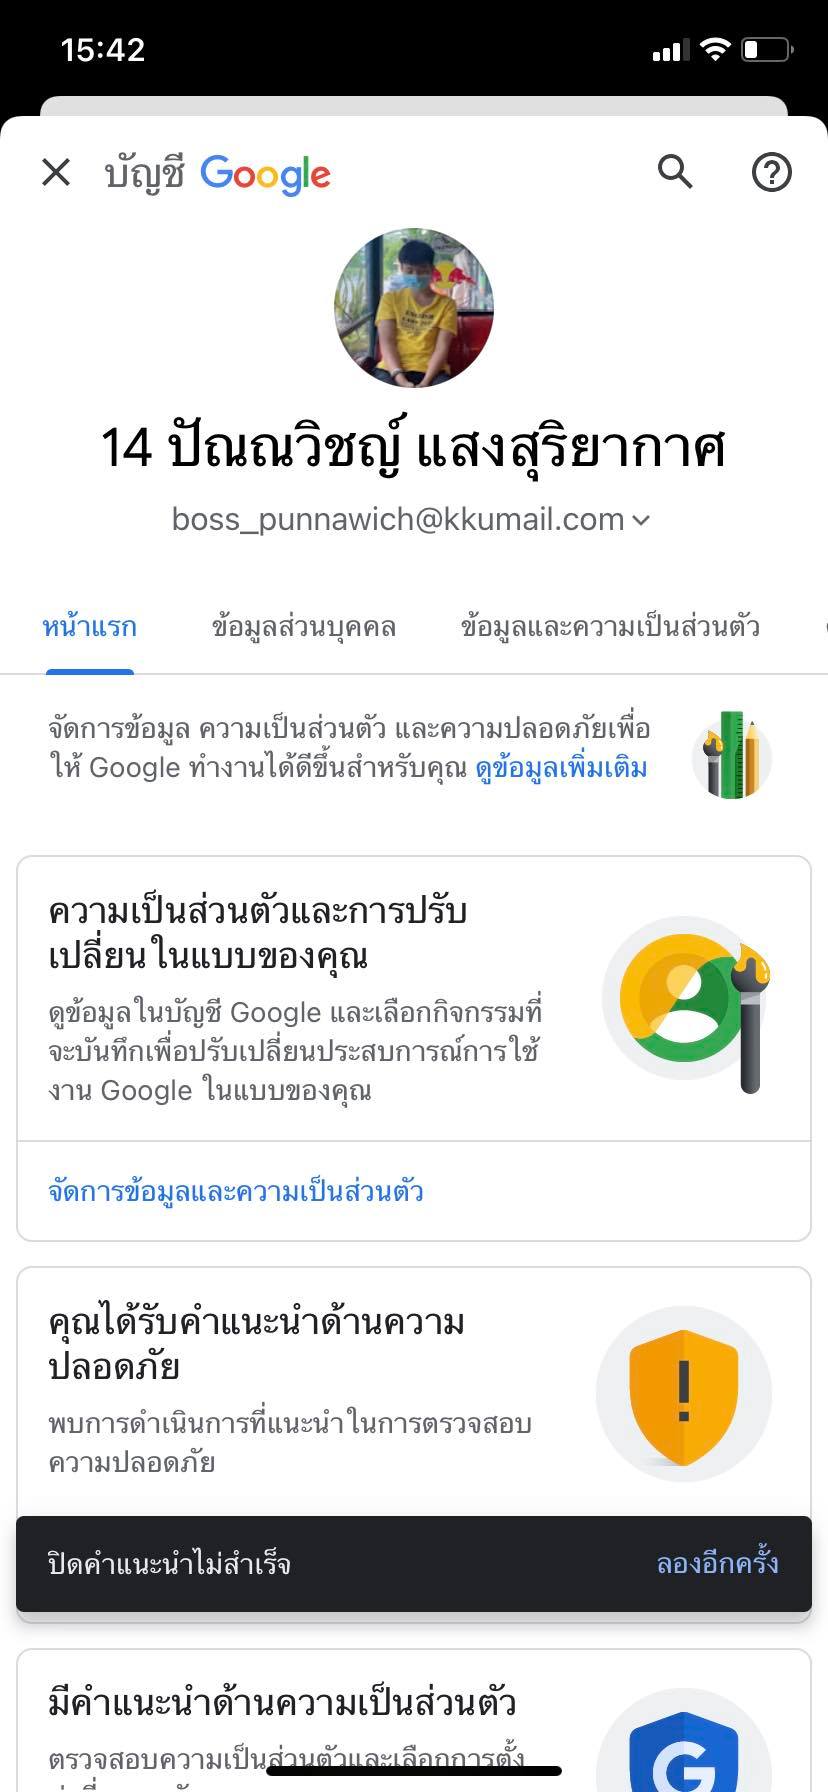 15:42
บัญชี Google
14 ปัณณวิชญ์ แสงสุริยากาศ
boss_punnawich@kkumail.com
หน้าแรก ข้อมูลส่วนบุคคล ข้อมูลและความเป็นส่วนตัว
จัดการข้อมูล ความเป็นส่วนตัว และความปลอดภัยเพื่อ
ให้ Google ทำงานได้ดีขึ้นสำหรับคุณ ดูข้อมูลเพิ่มเติม
ความเป็นส่วนตัวและการปรับ
เปลี่ยนในแบบของคุณ
ดูข้อมูลในบัญชี Google และเลือกกิจกรรมที่
จะบันทึกเพื่อปรับเปลี่ยนประสบการณ์การใช้
งาน Google ในแบบของคุณ
จัดการข้อมูลและความเป็นส่วนตัว
คุณได้รับคำแนะนำด้านความ
ปลอดภัย
พบการดำเนินการที่แนะนำในการตรวจสอบ
ความปลอดภัย
ปิดคำแนะนำไม่สำเร็จ ลองอีกครั้ง
มีคำแนะนำด้านความเป็นส่วนตัว
ตรวจสอบความเป็นส่วนตัวและเลือกการตั้ง